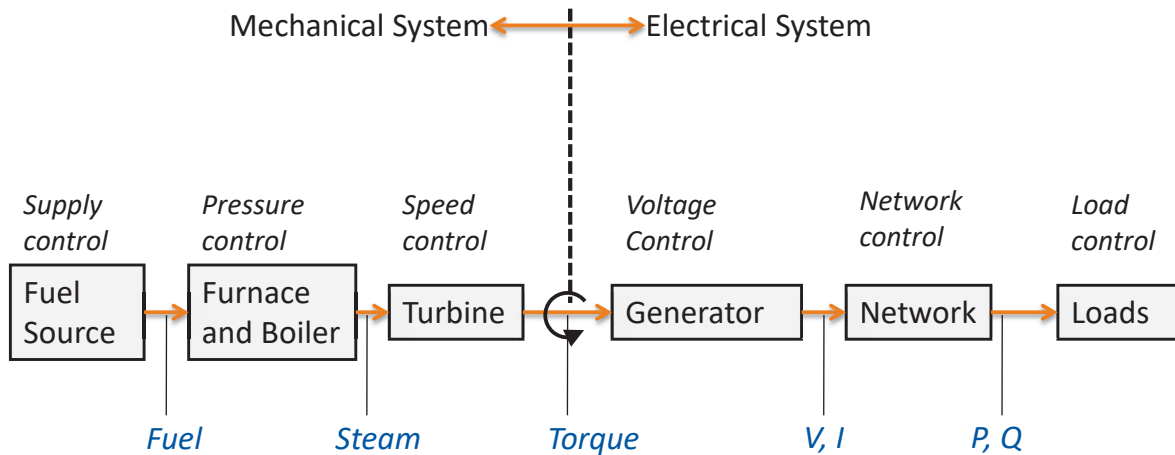 Mechanical System
Electrical System
Supply
control
Pressure
control
Speed
control
Voltage
Control
Network
control
Load
control
Fuel
Source
Furnace
and Boiler
Turbine
Generator
Network
Loads
Fuel
Steam
Torque
V, I
P, Q